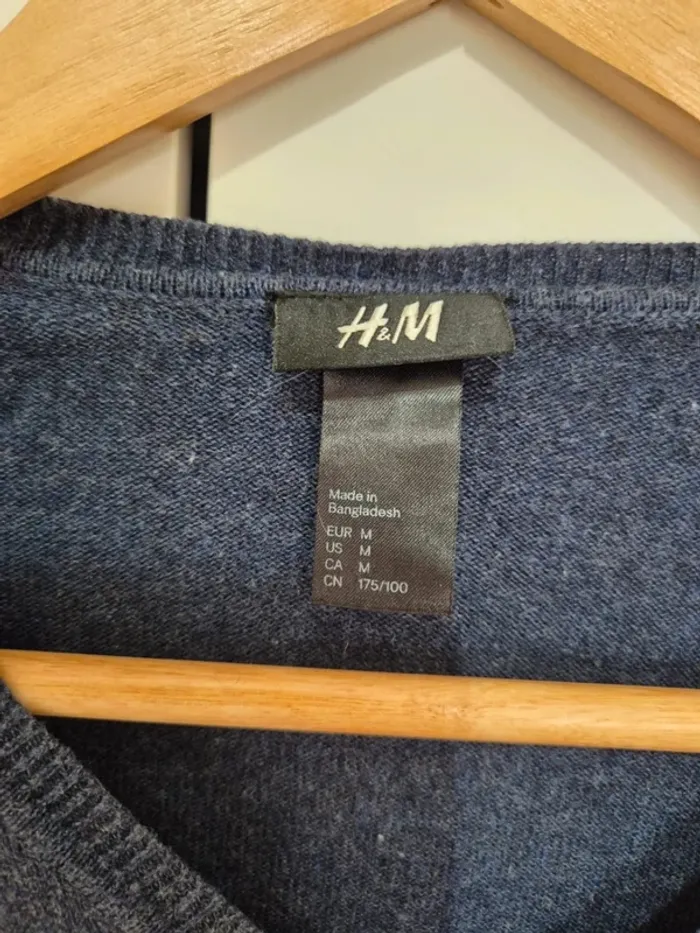 H&M
Made in
Bangladesh
EUR M
US M
CA M
CN 175/100